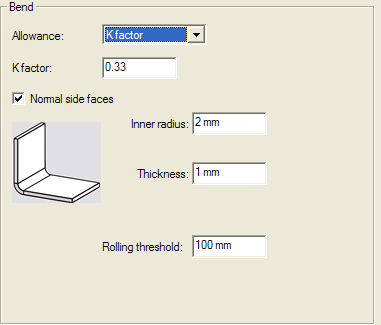 Bend
Allowance: K factor
K factor: 0.33
Normal side faces
Inner radius: 2 mm
Thickness: 1 mm
Rolling threshold: 100 mm